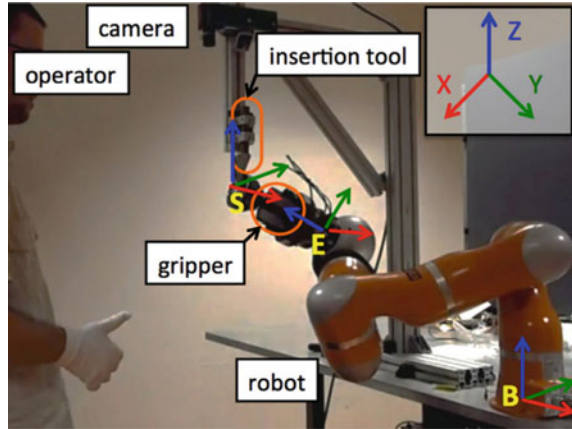 camera
operator
insertion tool
Z
X
Y
S
E
gripper
robot
B